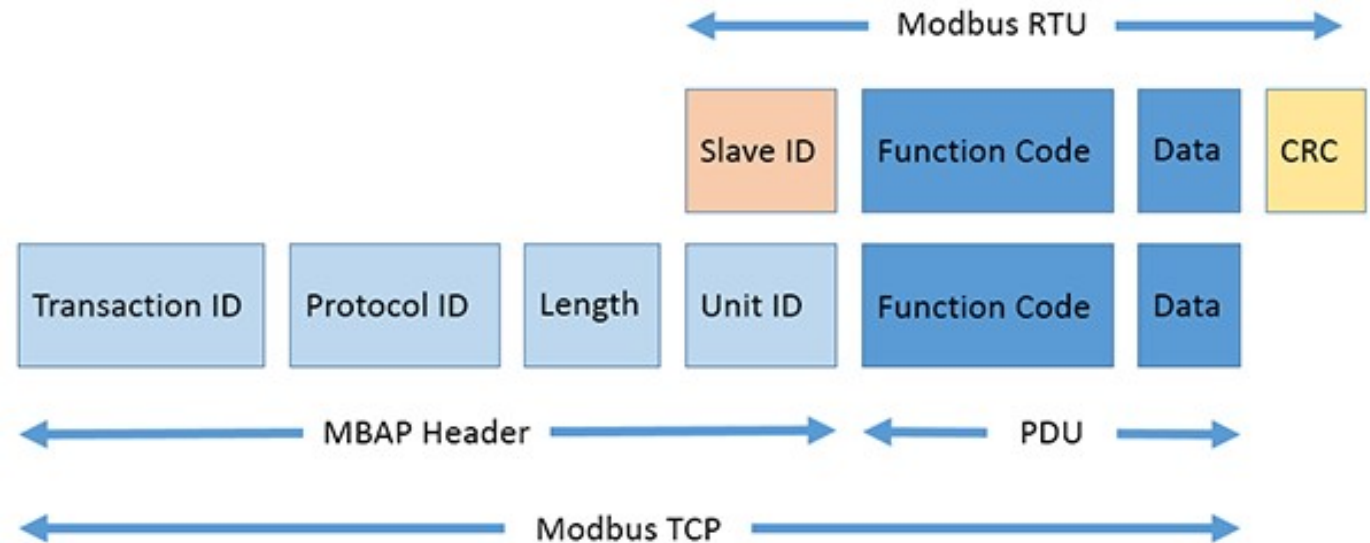 Modbus RTU
Slave ID Function Code Data CRC
Transaction ID Protocol ID Length Unit ID Function Code Data
MBAP Header PDU
Modbus TCP